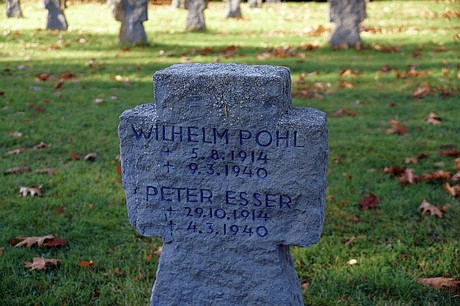 WILHELM POHL
* 5.8.1914
✝ 9.3.1940
PETER ESSER
* 29.10.1914
✝ 4.3.1940